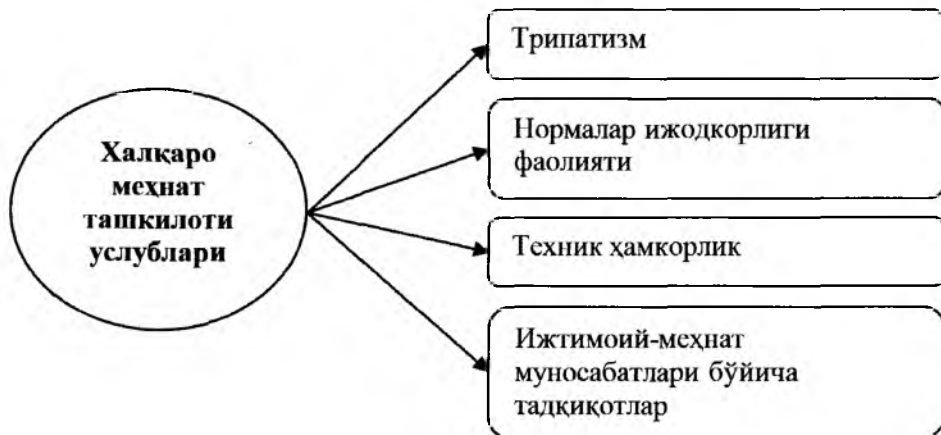 Халқаро
меҳнат
ташкилоти
услублари
Трипатизм
Нормалар ижодкорлиги
фаолияти
Техник ҳамкорлик
Ижтимоий-меҳнат
муносабатлари бўйича
тадқиқотлар